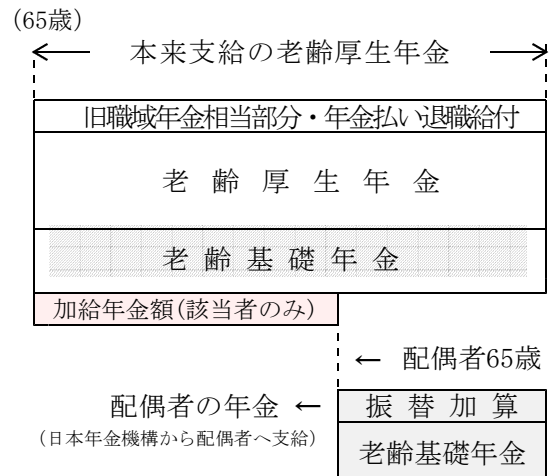 (65歳)
← 本来支給の老齢厚生年金 →
旧職域年金相当部分・年金払い退職給付
老齢厚生年金
老齢基礎年金
加給年金額(該当者のみ)
← 配偶者65歳
配偶者の年金 ←
振替加算
(日本年金機構から配偶者へ支給)
老齢基礎年金